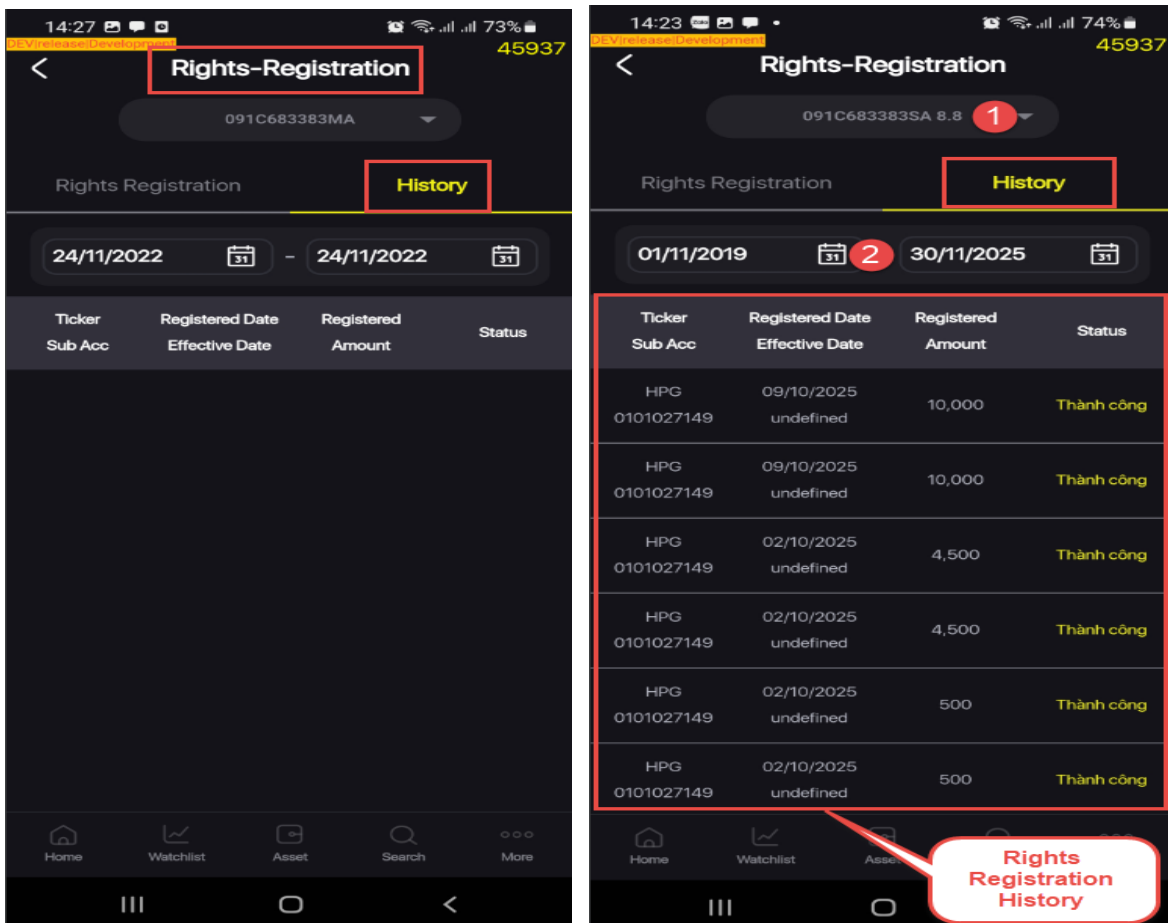 14:27
73%
DEV|release|Development
45937
Rights-Registration
091C683383MA
Rights Registration
History
24/11/2022
31
-
24/11/2022
31
Ticker
Sub Acc
Registered Date
Effective Date
Registered
Amount
Status
Home
Watchlist
Asset
Search
More
14:23
74%
DEV|release|Development
45937
Rights-Registration
091C683383SA 8.8
1
Rights Registration
History
01/11/2019
31
2
30/11/2025
31
Ticker
Sub Acc
Registered Date
Effective Date
Registered
Amount
Status
HPG
0101027149
09/10/2025
undefined
10,000
Thành công
HPG
0101027149
09/10/2025
undefined
10,000
Thành công
HPG
0101027149
02/10/2025
undefined
4,500
Thành công
HPG
0101027149
02/10/2025
undefined
4,500
Thành công
HPG
0101027149
02/10/2025
undefined
500
Thành công
HPG
0101027149
02/10/2025
undefined
500
Thành công
Home
Watchlist
Rights
Registration
History